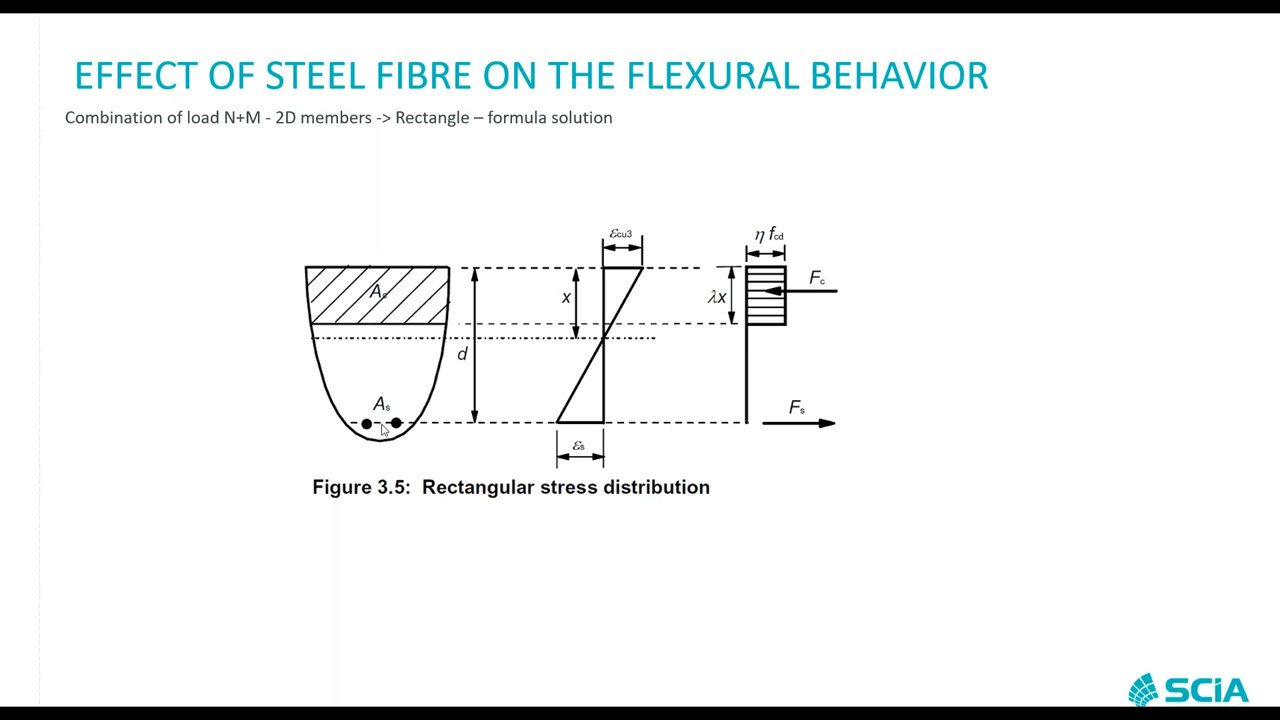 EFFECT OF STEEL FIBRE ON THE FLEXURAL BEHAVIOR
Combination of load N+M - 2D members -> Rectangle – formula solution
εcu3
η fcd
Ac
x
λx
Fc
d
As
Fs
εs
Figure 3.5: Rectangular stress distribution
SCiA